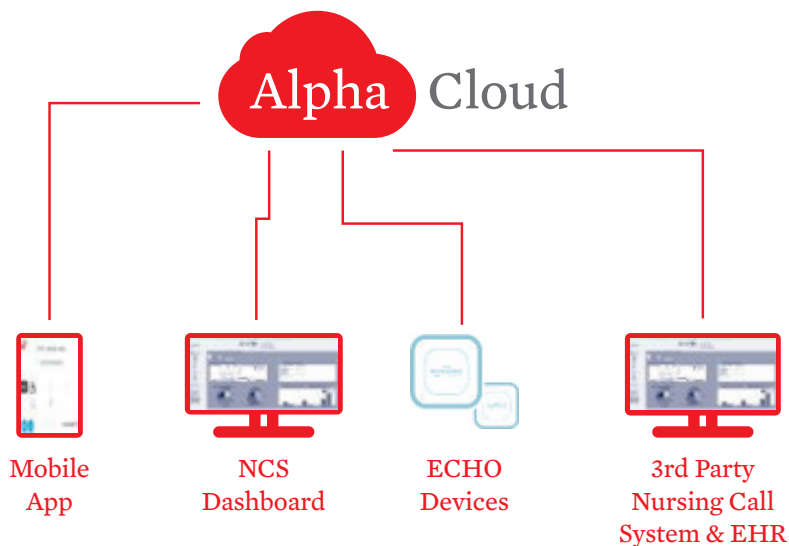 Alpha Cloud
Mobile
App
NCS
Dashboard
ECHO
Devices
3rd Party
Nursing Call
System & EHR